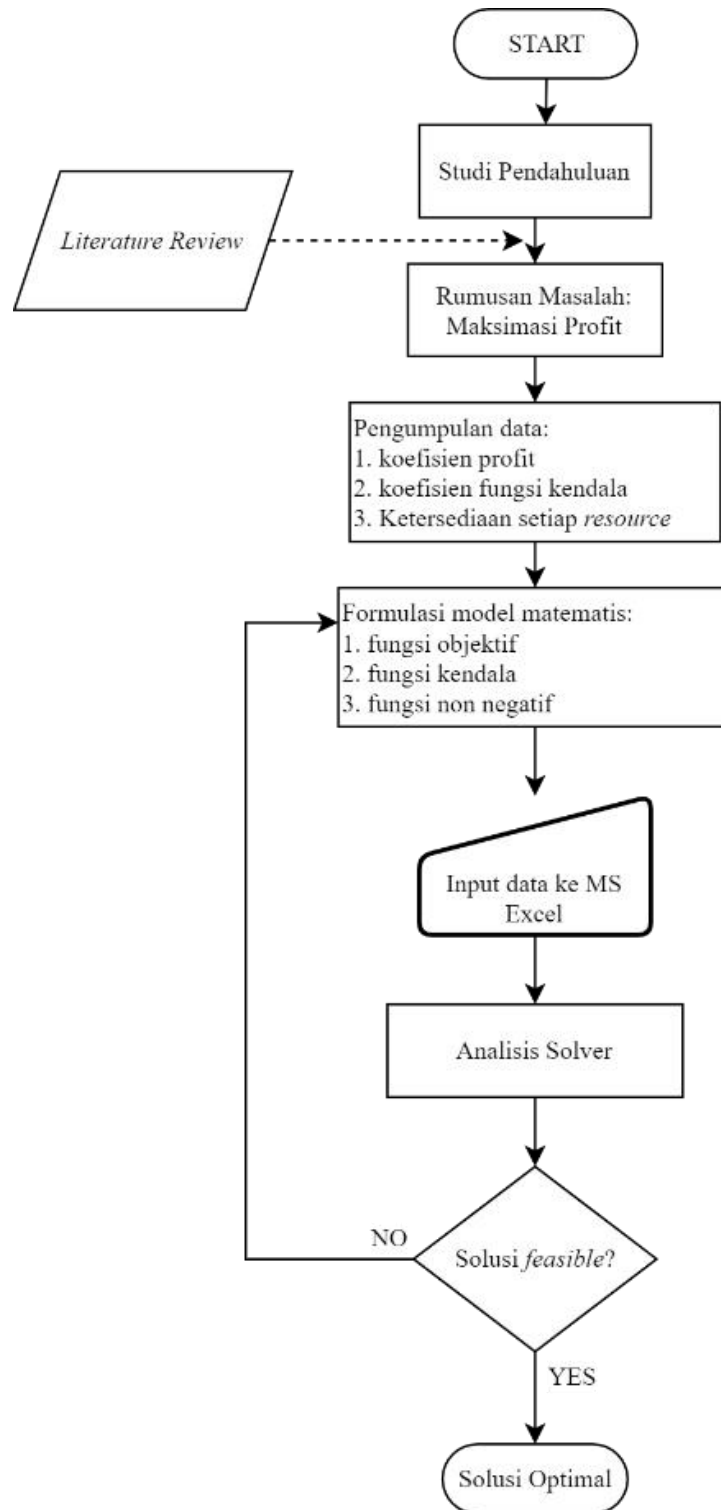 START
Studi Pendahuluan
Literature Review
Rumusan Masalah:
Maksimasi Profit
Pengumpulan data:
1. koefisien profit
2. koefisien fungsi kendala
3. Ketersediaan setiap resource
Formulasi model matematis:
1. fungsi objektif
2. fungsi kendala
3. fungsi non negatif
Input data ke MS
Excel
Analisis Solver
NO
Solusi feasible?
YES
Solusi Optimal